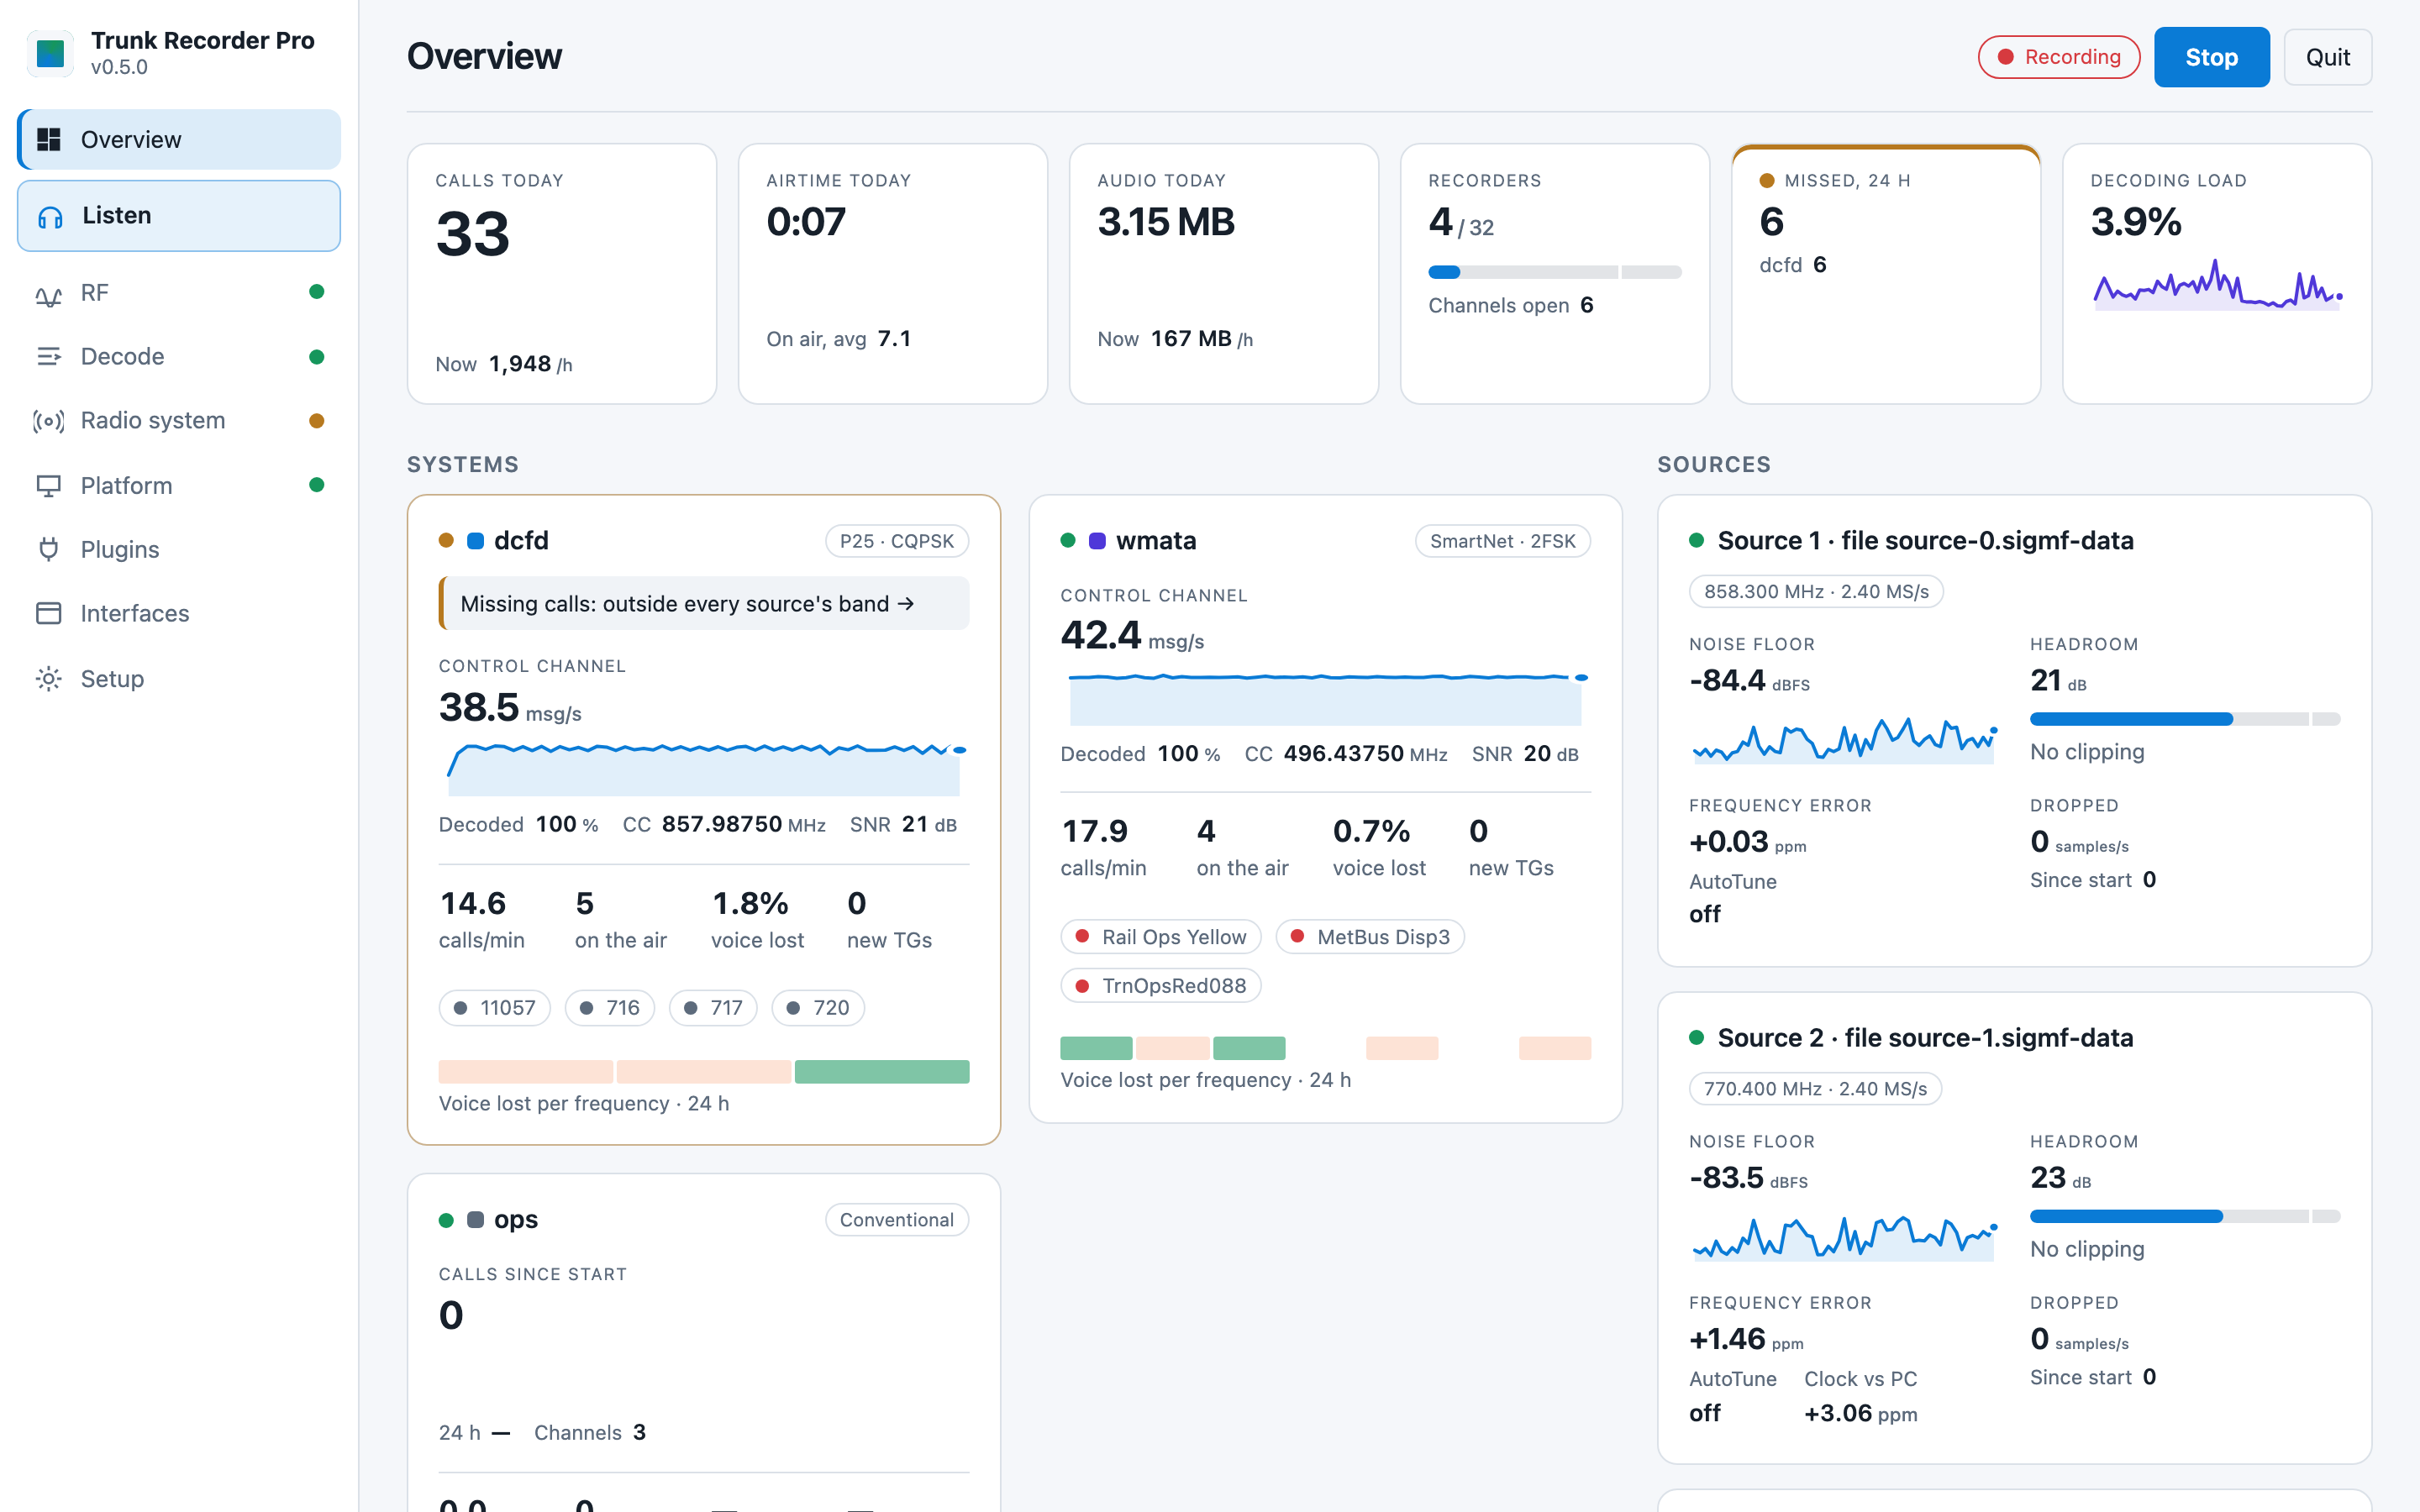 Trunk Recorder Pro
v0.5.0
Overview
Listen
RF
Decode
Radio system
Platform
Plugins
Interfaces
Setup
Overview
Recording
Stop
Quit
CALLS TODAY
33
Now 1,948 /h
AIRTIME TODAY
0:07
On air, avg 7.1
AUDIO TODAY
3.15 MB
Now 167 MB /h
RECORDERS
4 / 32
Channels open 6
MISSED, 24 H
6
dcfd 6
DECODING LOAD
3.9%
SYSTEMS
dcfd
P25 · CQPSK
Missing calls: outside every source's band →
CONTROL CHANNEL
38.5 msg/s
Decoded 100 % CC 857.98750 MHz SNR 21 dB
14.6 5 1.8% 0
calls/min on the air voice lost new TGs
11057 716 717 720
Voice lost per frequency · 24 h
wmata
SmartNet · 2FSK
CONTROL CHANNEL
42.4 msg/s
Decoded 100 % CC 496.43750 MHz SNR 20 dB
17.9 4 0.7% 0
calls/min on the air voice lost new TGs
Rail Ops Yellow MetBus Disp3
TrnOpsRed088
Voice lost per frequency · 24 h
ops
Conventional
CALLS SINCE START
0
24 h — Channels 3
SOURCES
Source 1 · file source-0.sigmf-data
858.300 MHz · 2.40 MS/s
NOISE FLOOR
-84.4 dBFS
HEADROOM
21 dB
No clipping
FREQUENCY ERROR
+0.03 ppm
AutoTune
off
DROPPED
0 samples/s
Since start 0
Source 2 · file source-1.sigmf-data
770.400 MHz · 2.40 MS/s
NOISE FLOOR
-83.5 dBFS
HEADROOM
23 dB
No clipping
FREQUENCY ERROR
+1.46 ppm
AutoTune Clock vs PC
off +3.06 ppm
DROPPED
0 samples/s
Since start 0